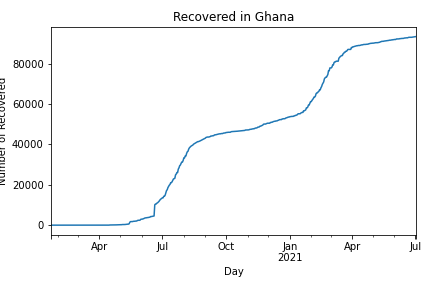 Recovered in Ghana
Number of Recovered
80000
60000
40000
20000
0
Apr
Jul
Oct
Jan
2021
Apr
Jul
Day